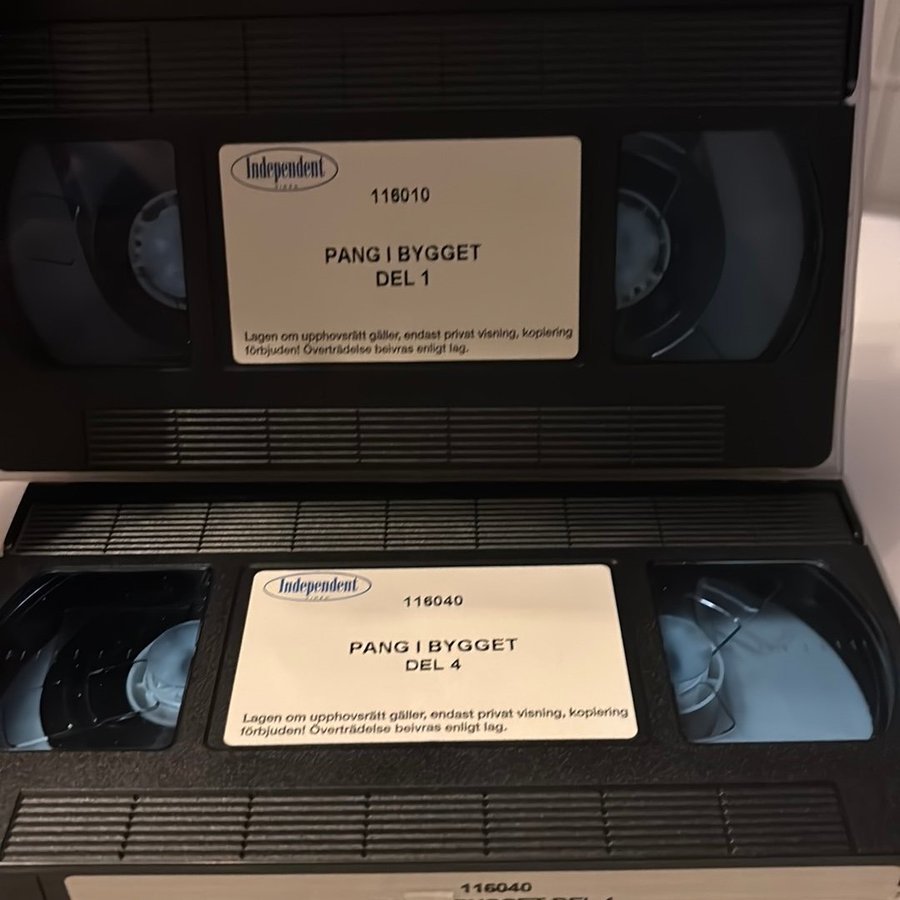 Independent
VIDEO
116010
PANG I BYGGET
DEL 1
Lagen om upphovsrätt gäller, endast privat visning, kopiering
förbjuden! Överträdelse beivras enligt lag.
Independent
VIDEO
116040
PANG I BYGGET
DEL 4
Lagen om upphovsrätt gäller, endast privat visning, kopiering
förbjuden! Överträdelse beivras enligt lag.
116040